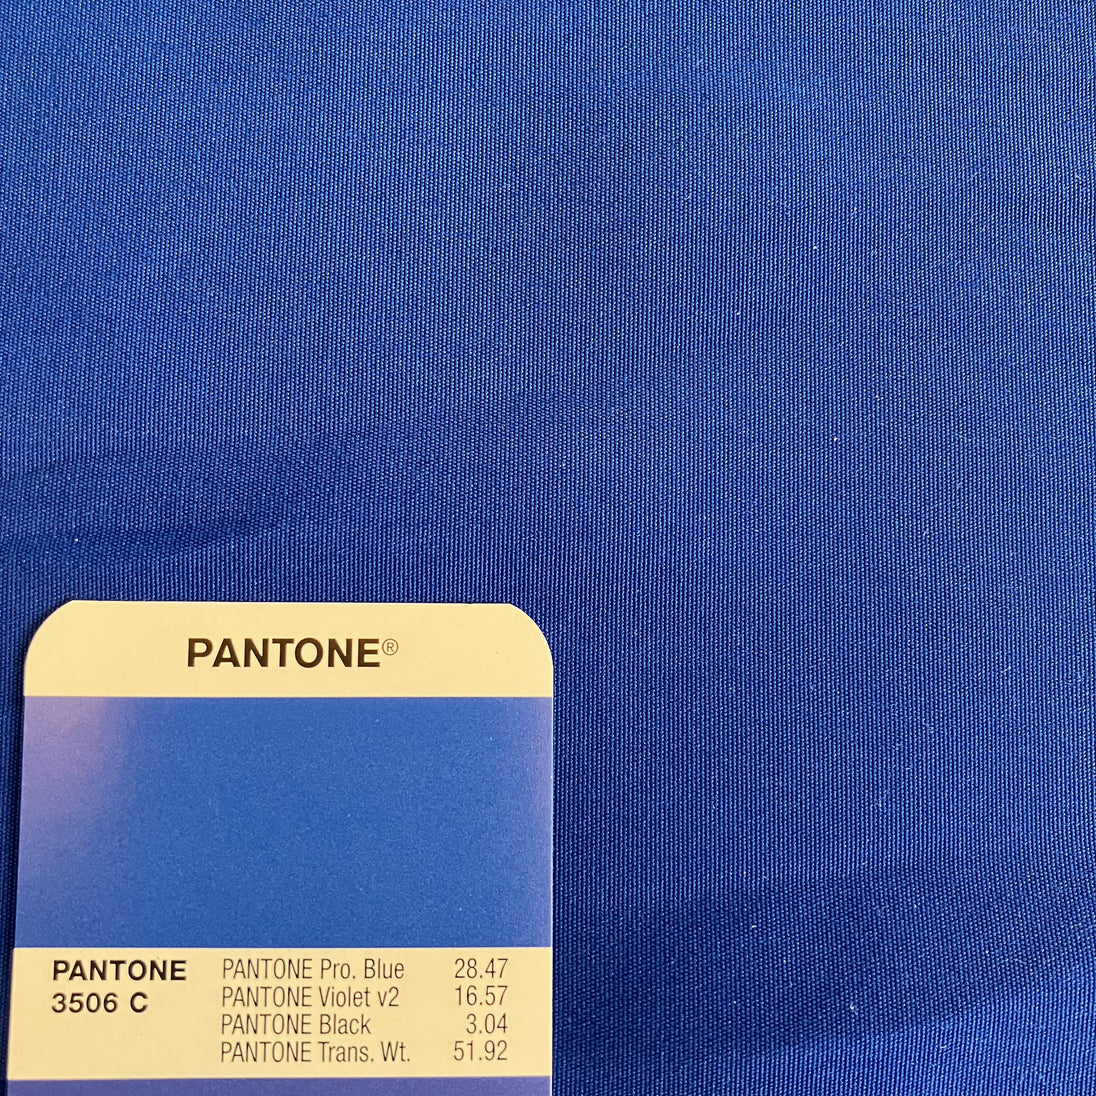 PANTONE®
PANTONE PANTONE Pro. Blue 28.47
3506 C PANTONE Violet v2 16.57
PANTONE Black 3.04
PANTONE Trans. Wt. 51.92